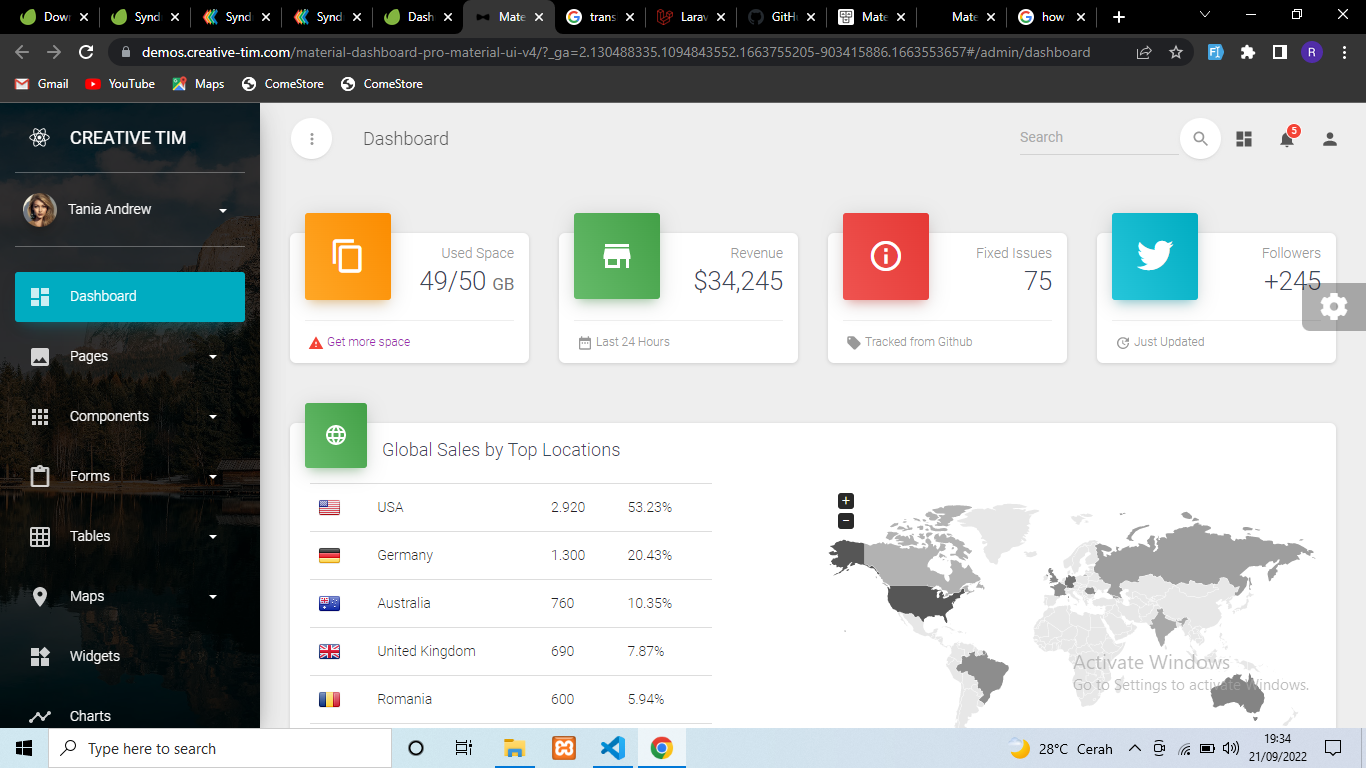 Dow
Synd
Synd
Synd
Dash
Mate
trans
Larav
GitHu
Mate
Mate
how
demos.creative-tim.com/material-dashboard-pro-material-ui-v4/?_ga=2.130488335.1094843552.1663755205-903415886.1663553657#/admin/dashboard
R
Gmail
YouTube
Maps
ComeStore
ComeStore
CREATIVE TIM
Tania Andrew
Dashboard
Pages
Components
Forms
Tables
Maps
Widgets
Charts
Dashboard
Search
5
Used Space
49/50 GB
Get more space
Revenue
$34,245
Last 24 Hours
Fixed Issues
75
Tracked from Github
Followers
+245
Just Updated
Global Sales by Top Locations
USA 2.920 53.23%
Germany 1.300 20.43%
Australia 760 10.35%
United Kingdom 690 7.87%
Romania 600 5.94%
+
−
Activate Windows
Go to Settings to activate Windows.
Type here to search
28°C Cerah
19:34
21/09/2022